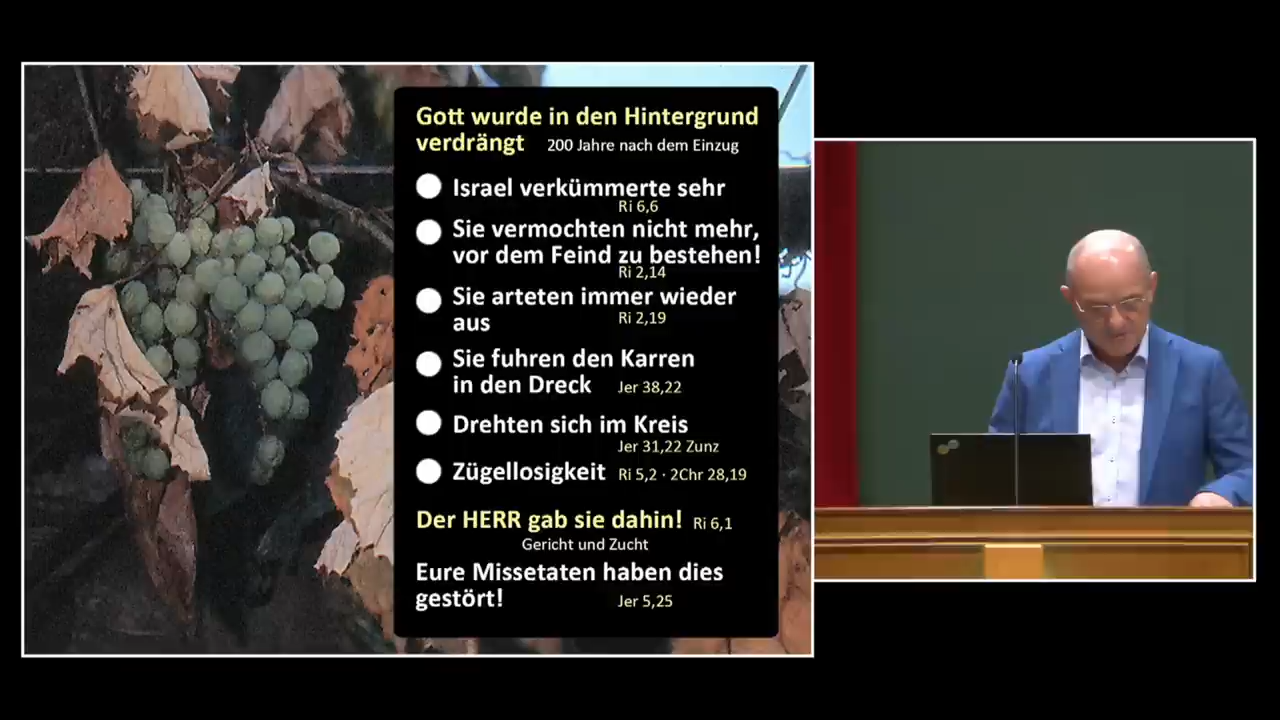 Gott wurde in den Hintergrund
verdrängt 200 Jahre nach dem Einzug
Israel verkümmerte sehr
Ri 6,6
Sie vermochten nicht mehr,
vor dem Feind zu bestehen!
Ri 2,14
Sie arteten immer wieder
aus Ri 2,19
Sie fuhren den Karren
in den Dreck Jer 38,22
Drehten sich im Kreis
Jer 31,22 Zunz
Zügellosigkeit Ri 5,2 · 2Chr 28,19
Der HERR gab sie dahin! Ri 6,1
Gericht und Zucht
Eure Missetaten haben dies
gestört! Jer 5,25